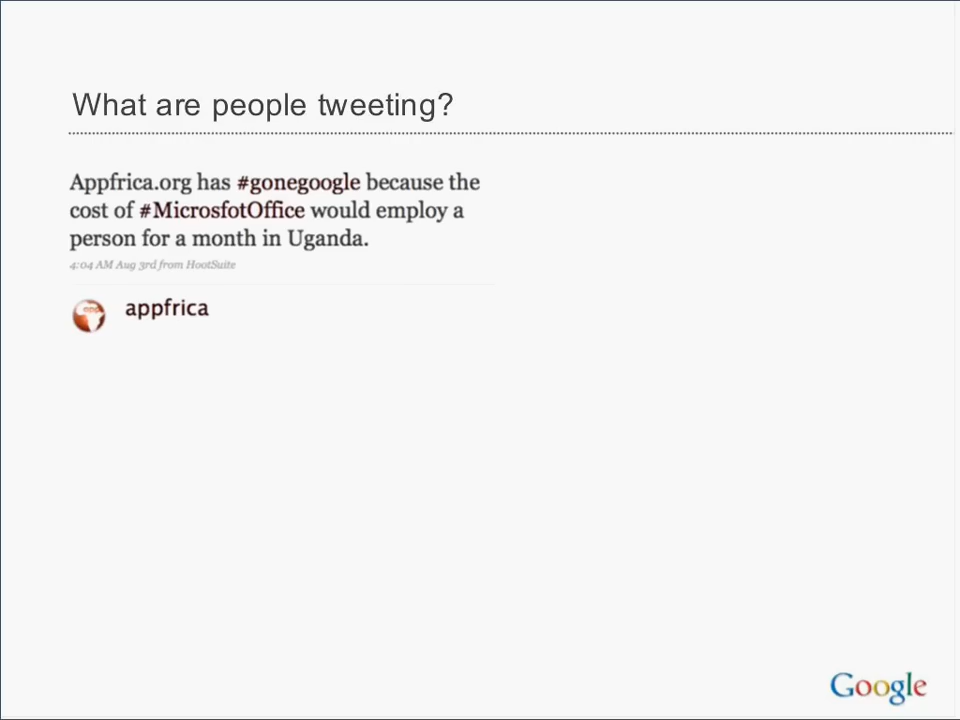 What are people tweeting?
Appfrica.org has #gonegoogle because the
cost of #MicrosfotOffice would employ a
person for a month in Uganda.
4:04 AM Aug 3rd from HootSuite
appfrica
Google